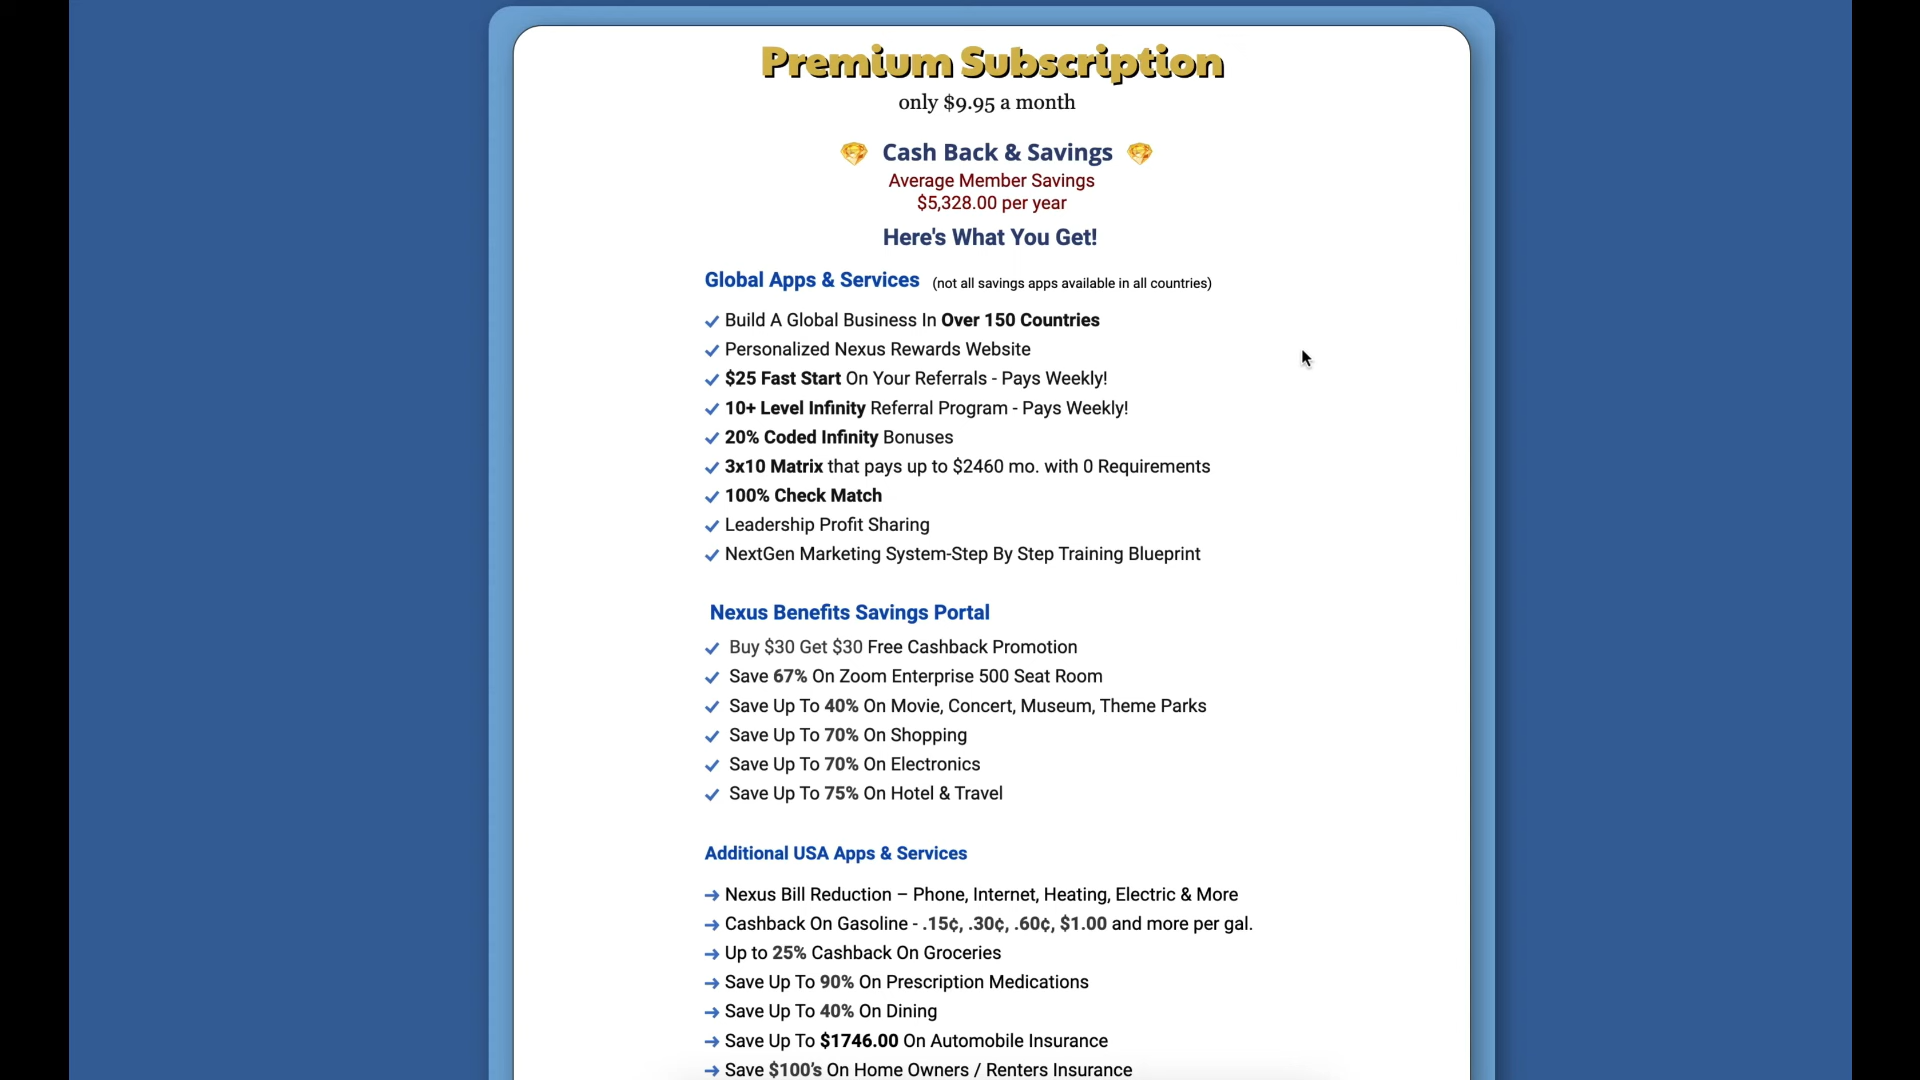 Premium Subscription
only $9.95 a month
Cash Back & Savings
Average Member Savings
$5,328.00 per year
Here's What You Get!
Global Apps & Services (not all savings apps available in all countries)
Build A Global Business In Over 150 Countries
Personalized Nexus Rewards Website
$25 Fast Start On Your Referrals - Pays Weekly!
10+ Level Infinity Referral Program - Pays Weekly!
20% Coded Infinity Bonuses
3x10 Matrix that pays up to $2460 mo. with 0 Requirements
100% Check Match
Leadership Profit Sharing
NextGen Marketing System-Step By Step Training Blueprint
Nexus Benefits Savings Portal
Buy $30 Get $30 Free Cashback Promotion
Save 67% On Zoom Enterprise 500 Seat Room
Save Up To 40% On Movie, Concert, Museum, Theme Parks
Save Up To 70% On Shopping
Save Up To 70% On Electronics
Save Up To 75% On Hotel & Travel
Additional USA Apps & Services
Nexus Bill Reduction – Phone, Internet, Heating, Electric & More
Cashback On Gasoline - .15¢, .30¢, .60¢, $1.00 and more per gal.
Up to 25% Cashback On Groceries
Save Up To 90% On Prescription Medications
Save Up To 40% On Dining
Save Up To $1746.00 On Automobile Insurance
Save $100's On Home Owners / Renters Insurance